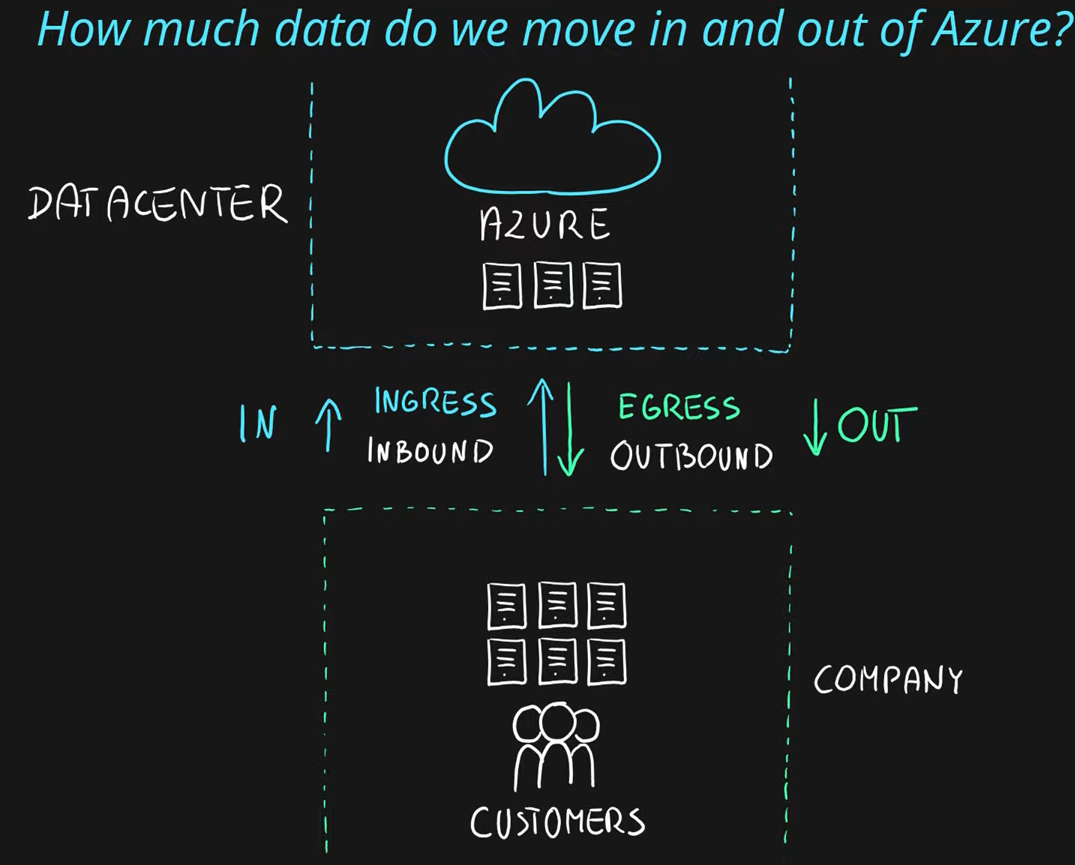 How much data do we move in and out of Azure?
DATACENTER
AZURE
IN
INGRESS
INBOUND
EGRESS
OUTBOUND
OUT
COMPANY
CUSTOMERS